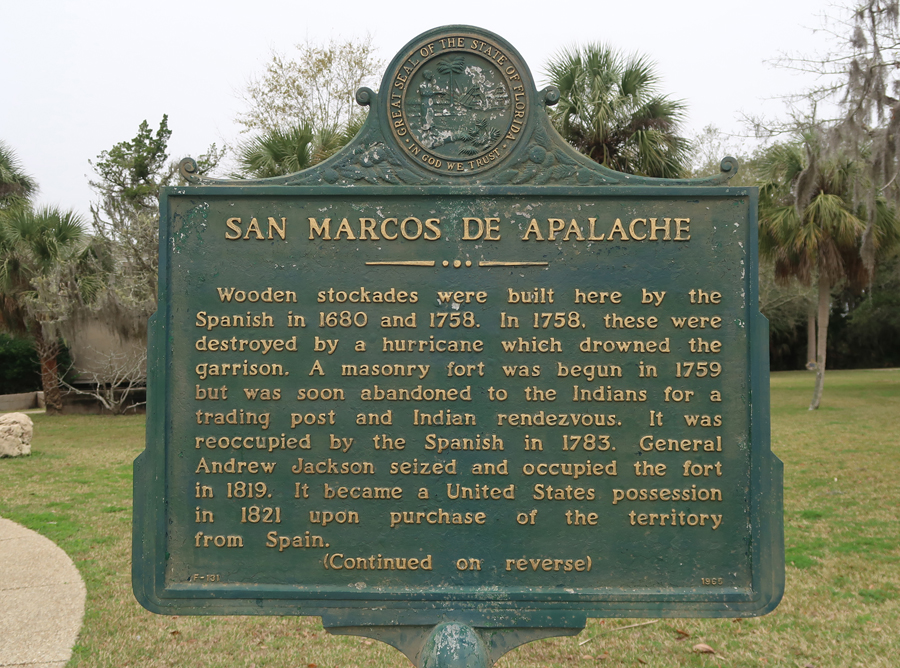 GREAT SEAL OF THE STATE OF FLORIDA
IN GOD WE TRUST
SAN MARCOS DE APALACHE
Wooden stockades were built here by the
Spanish in 1680 and 1758. In 1758, these were
destroyed by a hurricane which drowned the
garrison. A masonry fort was begun in 1759
but was soon abandoned to the Indians for a
trading post and Indian rendezvous. It was
reoccupied by the Spanish in 1783. General
Andrew Jackson seized and occupied the fort
in 1819. It became a United States possession
in 1821 upon purchase of the territory
from Spain.
(Continued on reverse)
F-131 1965